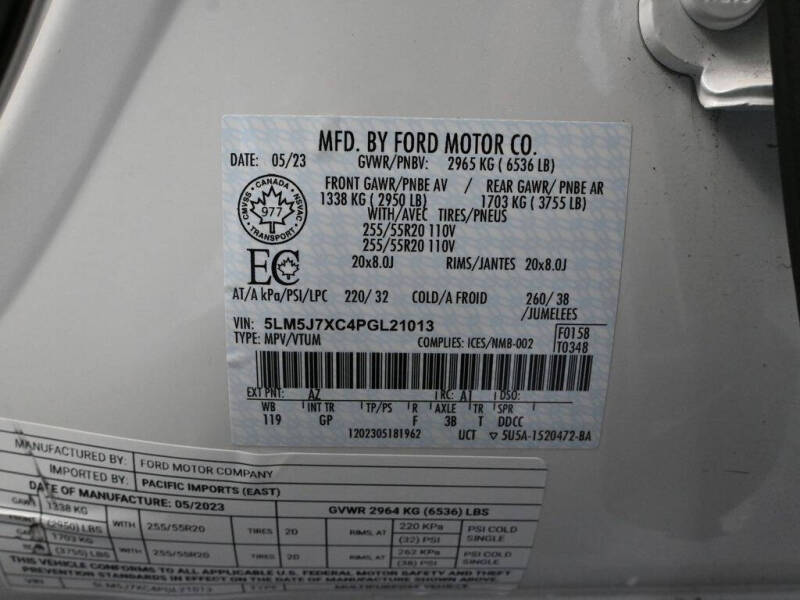 MFD. BY FORD MOTOR CO.
DATE: 05/23 GVWR/PNBV: 2965 KG ( 6536 LB)
FRONT GAWR/PNBE AV / REAR GAWR/ PNBE AR
1338 KG ( 2950 LB) 1703 KG ( 3755 LB)
WITH/AVEC TIRES/PNEUS
255/55R20 110V
255/55R20 110V
20x8.0J RIMS/JANTES 20x8.0J
CMVSS - CANADA - NSVAC
977
TRANSPORT
EC
AT/A kPa/PSI/LPC 220/ 32 COLD/A FROID 260/ 38
/JUMELEES
VIN: 5LM5J7XC4PGL21013 F0158
TYPE: MPV/VTUM COMPLIES: ICES/NMB-002 T0348
EXT PNT: AZ RC: A1 DSO:
WB INT TR TP/PS R AXLE TR SPR
119 GP F 3B T DDCC
1202305181962 UCT ▽ 5U5A-1520472-BA
MANUFACTURED BY: FORD MOTOR COMPANY
IMPORTED BY: PACIFIC IMPORTS (EAST)
DATE OF MANUFACTURE: 05/2023 GVWR 2964 KG (6536) LBS
1338 KG
(2950) LBS WITH 255/55R20 TIRES 20 RIMS, AT 220 KPa (32) PSI PSI COLD SINGLE
1703 KG
(3755) LBS WITH 255/55R20 TIRES 20 RIMS, AT 262 KPa (38) PSI PSI COLD SINGLE
THIS VEHICLE CONFORMS TO ALL APPLICABLE U.S. FEDERAL MOTOR VEHICLE SAFETY AND THEFT
PREVENTION STANDARDS IN EFFECT ON THE DATE OF MANUFACTURE SHOWN ABOVE
VIN 5LM5J7XC4PGL21013 TYPE MULTIPURPOSE VEHICLE